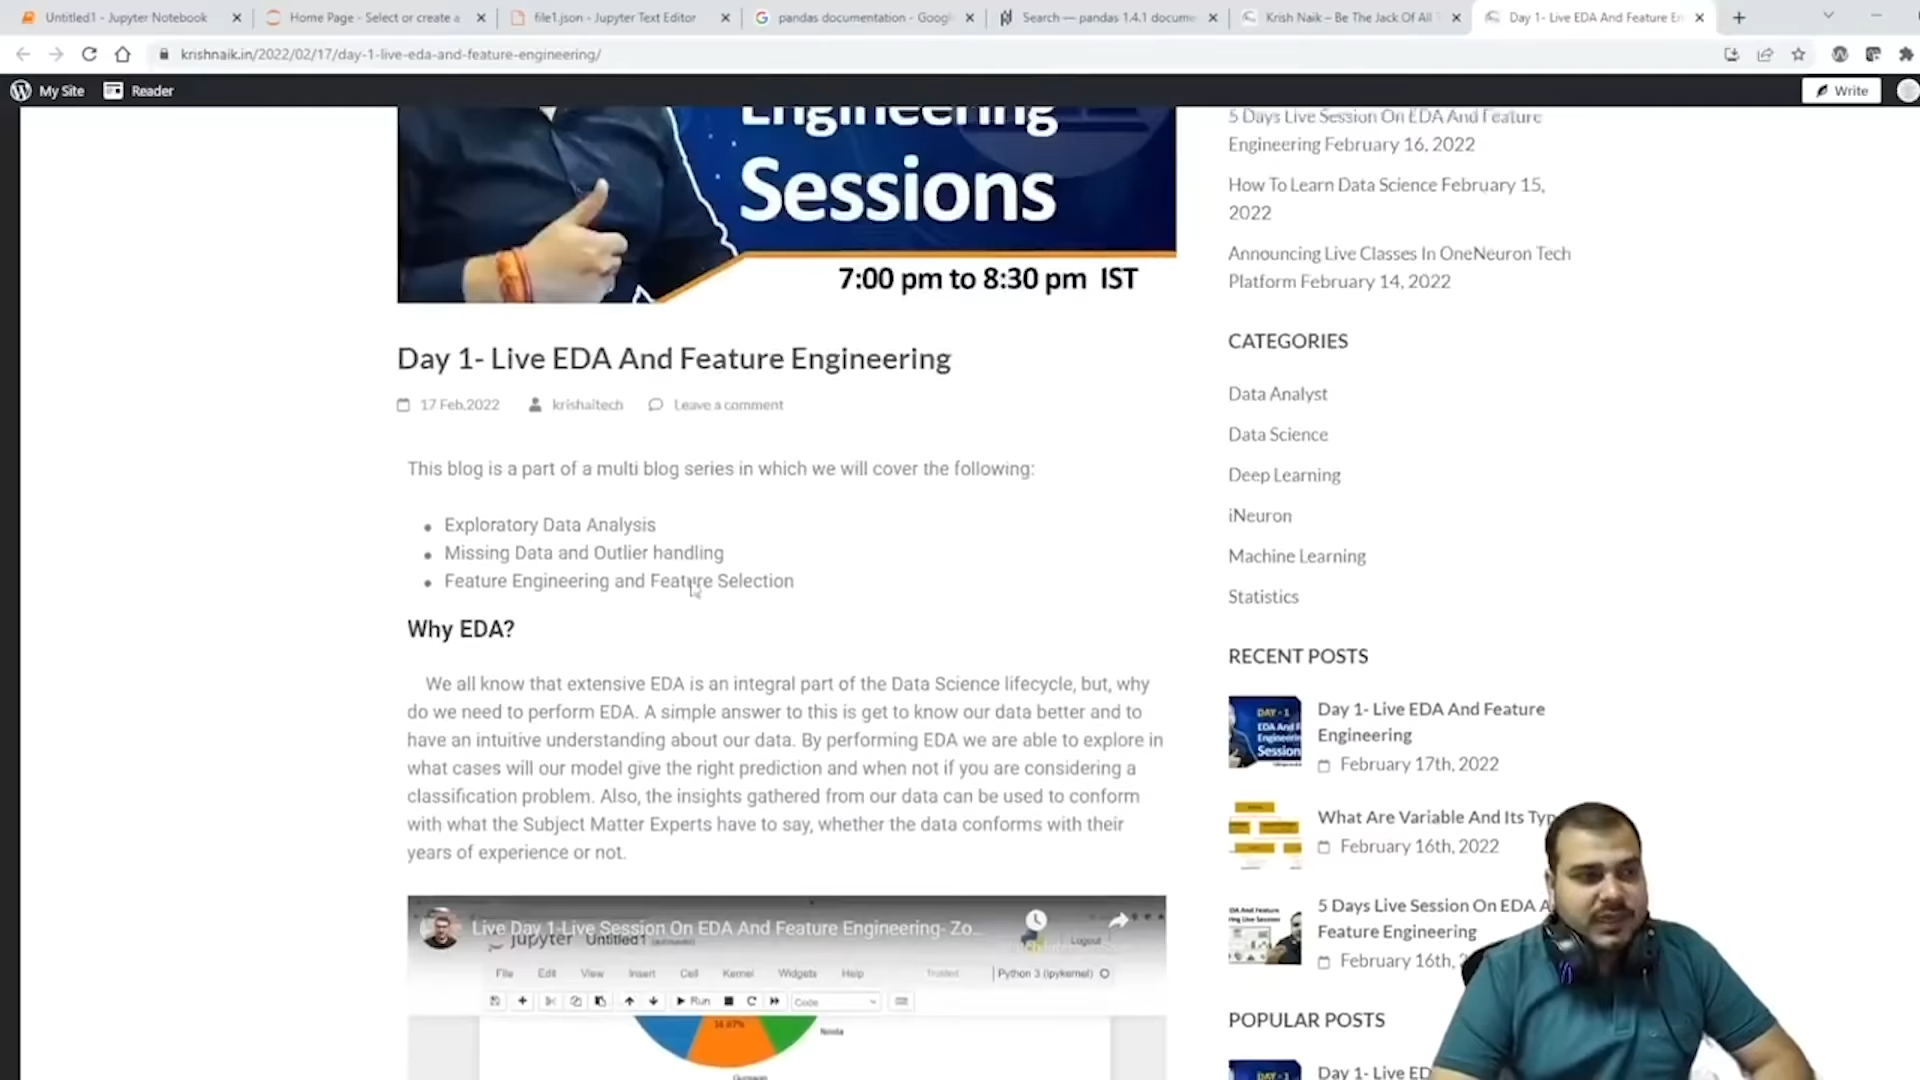 Untitled1 - Jupyter Notebook
Home Page - Select or create a
file1.json - Jupyter Text Editor
pandas documentation - Googl
Search — pandas 1.4.1 docume
Krish Naik – Be The Jack Of All
Day 1- Live EDA And Feature En
krishnaik.in/2022/02/17/day-1-live-eda-and-feature-engineering/
My Site
Reader
Write
Engineering
Sessions
7:00 pm to 8:30 pm IST
Day 1- Live EDA And Feature Engineering
17 Feb,2022
krishaitech
Leave a comment
This blog is a part of a multi blog series in which we will cover the following:
Exploratory Data Analysis
Missing Data and Outlier handling
Feature Engineering and Feature Selection
Why EDA?
We all know that extensive EDA is an integral part of the Data Science lifecycle, but, why
do we need to perform EDA. A simple answer to this is get to know our data better and to
have an intuitive understanding about our data. By performing EDA we are able to explore in
what cases will our model give the right prediction and when not if you are considering a
classification problem. Also, the insights gathered from our data can be used to conform
with what the Subject Matter Experts have to say, whether the data conforms with their
years of experience or not.
Live Day 1-Live Session On EDA And Feature Engineering- Zo...
jupyter Untitled1
Logout
File Edit View Insert Cell Kernel Widgets Help
Trusted
Python 3 (ipykernel)
Run
Code
Noida
Gurgaon
5 Days Live Session On EDA And Feature
Engineering February 16, 2022
How To Learn Data Science February 15,
2022
Announcing Live Classes In OneNeuron Tech
Platform February 14, 2022
CATEGORIES
Data Analyst
Data Science
Deep Learning
iNeuron
Machine Learning
Statistics
RECENT POSTS
DAY - 1
Session
Day 1- Live EDA And Feature
Engineering
February 17th, 2022
What Are Variable And Its Typ
February 16th, 2022
5 Days Live Session On EDA A
Feature Engineering
February 16th,
POPULAR POSTS
DAY - 1
Day 1- Live ED